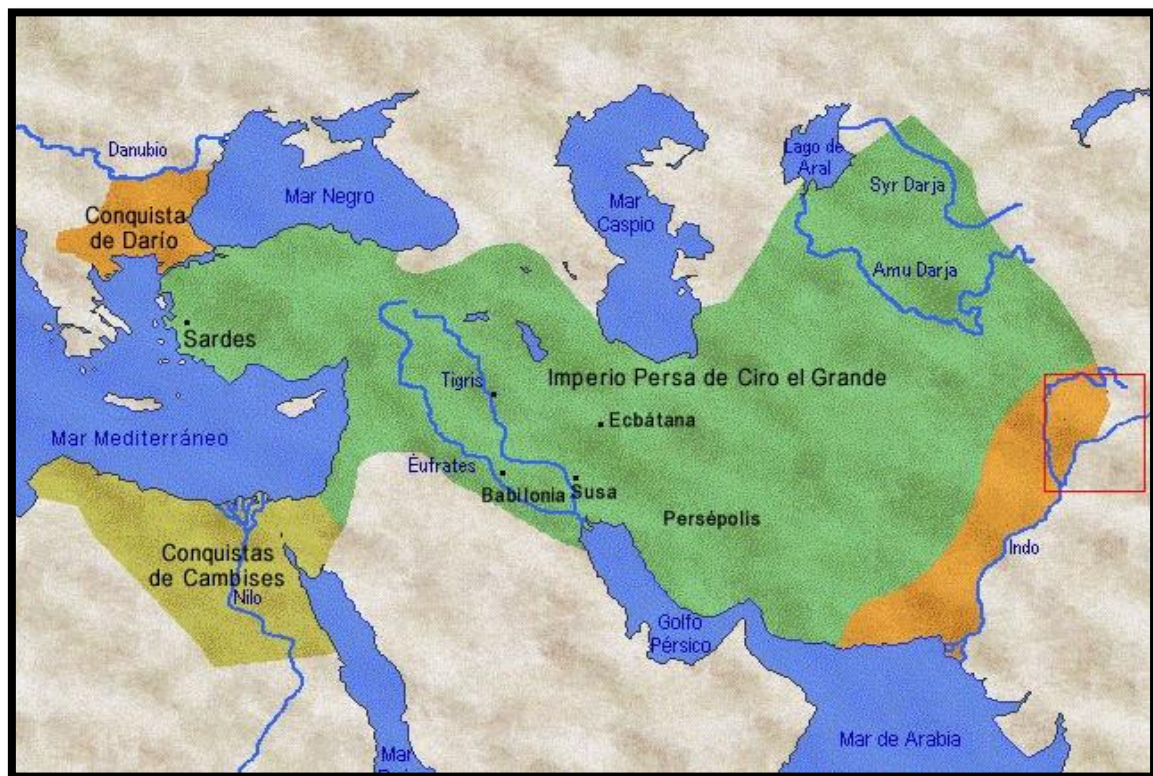 Danubio
Lago de
Aral
Mar Negro
Mar
Caspio
Syr Darja
Conquista
de Darío
Amu Darja
Sardes
Tigris
Imperio Persa de Ciro el Grande
Ecbátana
Mar Mediterráneo
Éufrates
Babilonia
Susa
Persépolis
Conquistas
de Cambises
Nilo
Indo
Golfo
Pérsico
Mar de Arabia
Mar